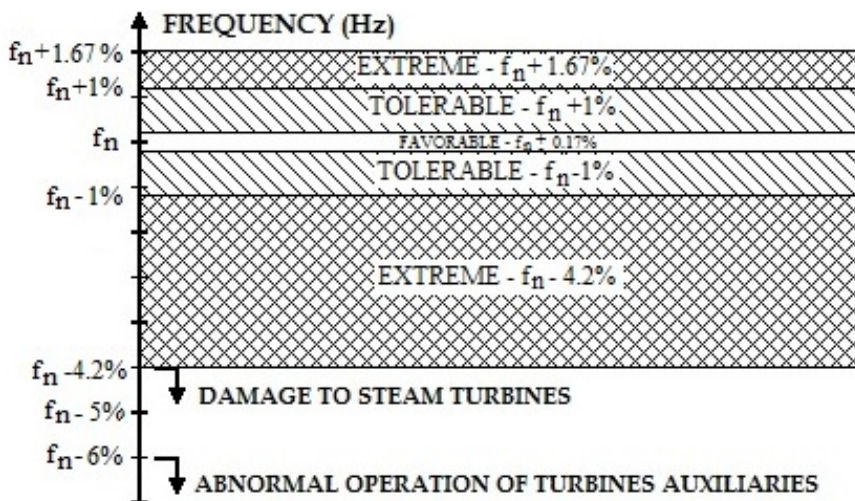 FREQUENCY (Hz)
fn+1.67%
EXTREME - fn+1.67%
fn+1%
TOLERABLE - fn+1%
fn
FAVORABLE - fn ± 0.17%
TOLERABLE - fn-1%
fn-1%
EXTREME - fn- 4.2%
fn-4.2%
DAMAGE TO STEAM TURBINES
fn-5%
fn-6%
ABNORMAL OPERATION OF TURBINES AUXILIARIES